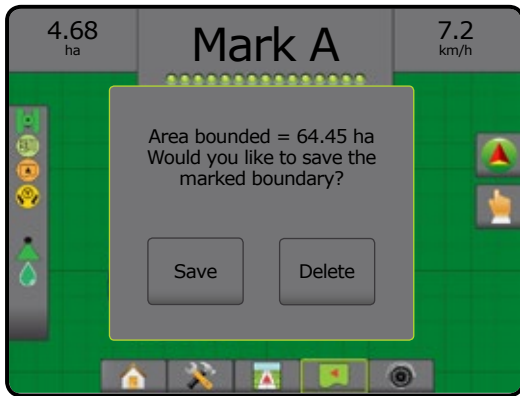 4.68
ha
Mark A
7.2
km/h
Area bounded = 64.45 ha
Would you like to save the
marked boundary?
Save
Delete